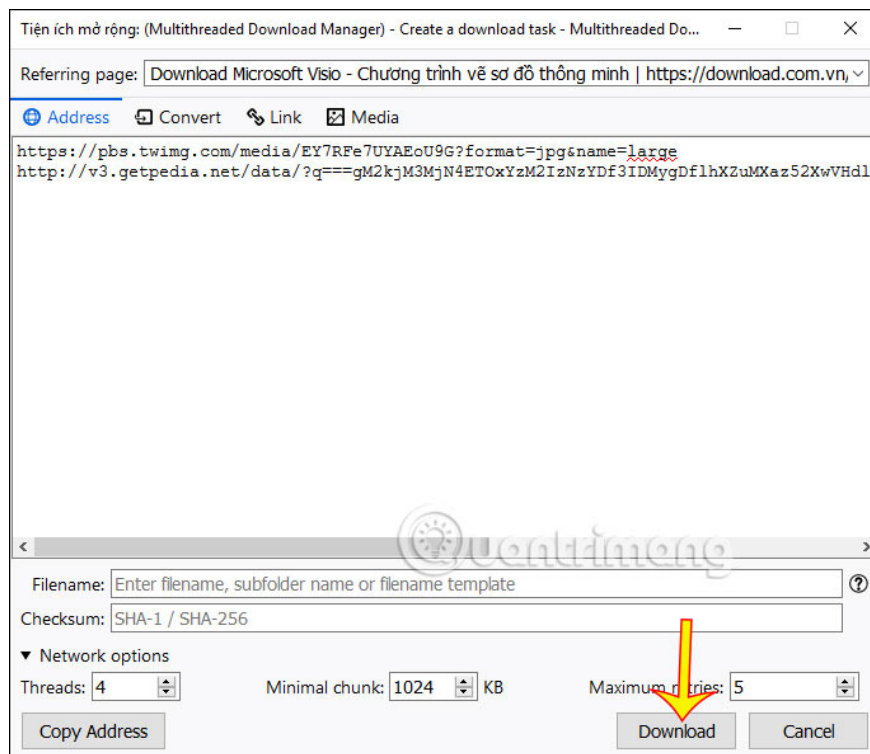 Tiện ích mở rộng: (Multithreaded Download Manager) - Create a download task - Multithreaded Do...
Referring page: Download Microsoft Visio - Chương trình vẽ sơ đồ thông minh | https://download.com.vn/
Address Convert Link Media
https://pbs.twimg.com/media/EY7RFe7UYAEoU9G?format=jpg&name=large
http://v3.getpedia.net/data/?q===gM2kjM3MjN4ETOxYzM2IzNzYDf3IDMygDflhXZuMXaz52XwVHdl
Quantrimang
Filename: Enter filename, subfolder name or filename template
Checksum: SHA-1 / SHA-256
Network options
Threads: 4 Minimal chunk: 1024 KB Maximum retries: 5
Copy Address Download Cancel